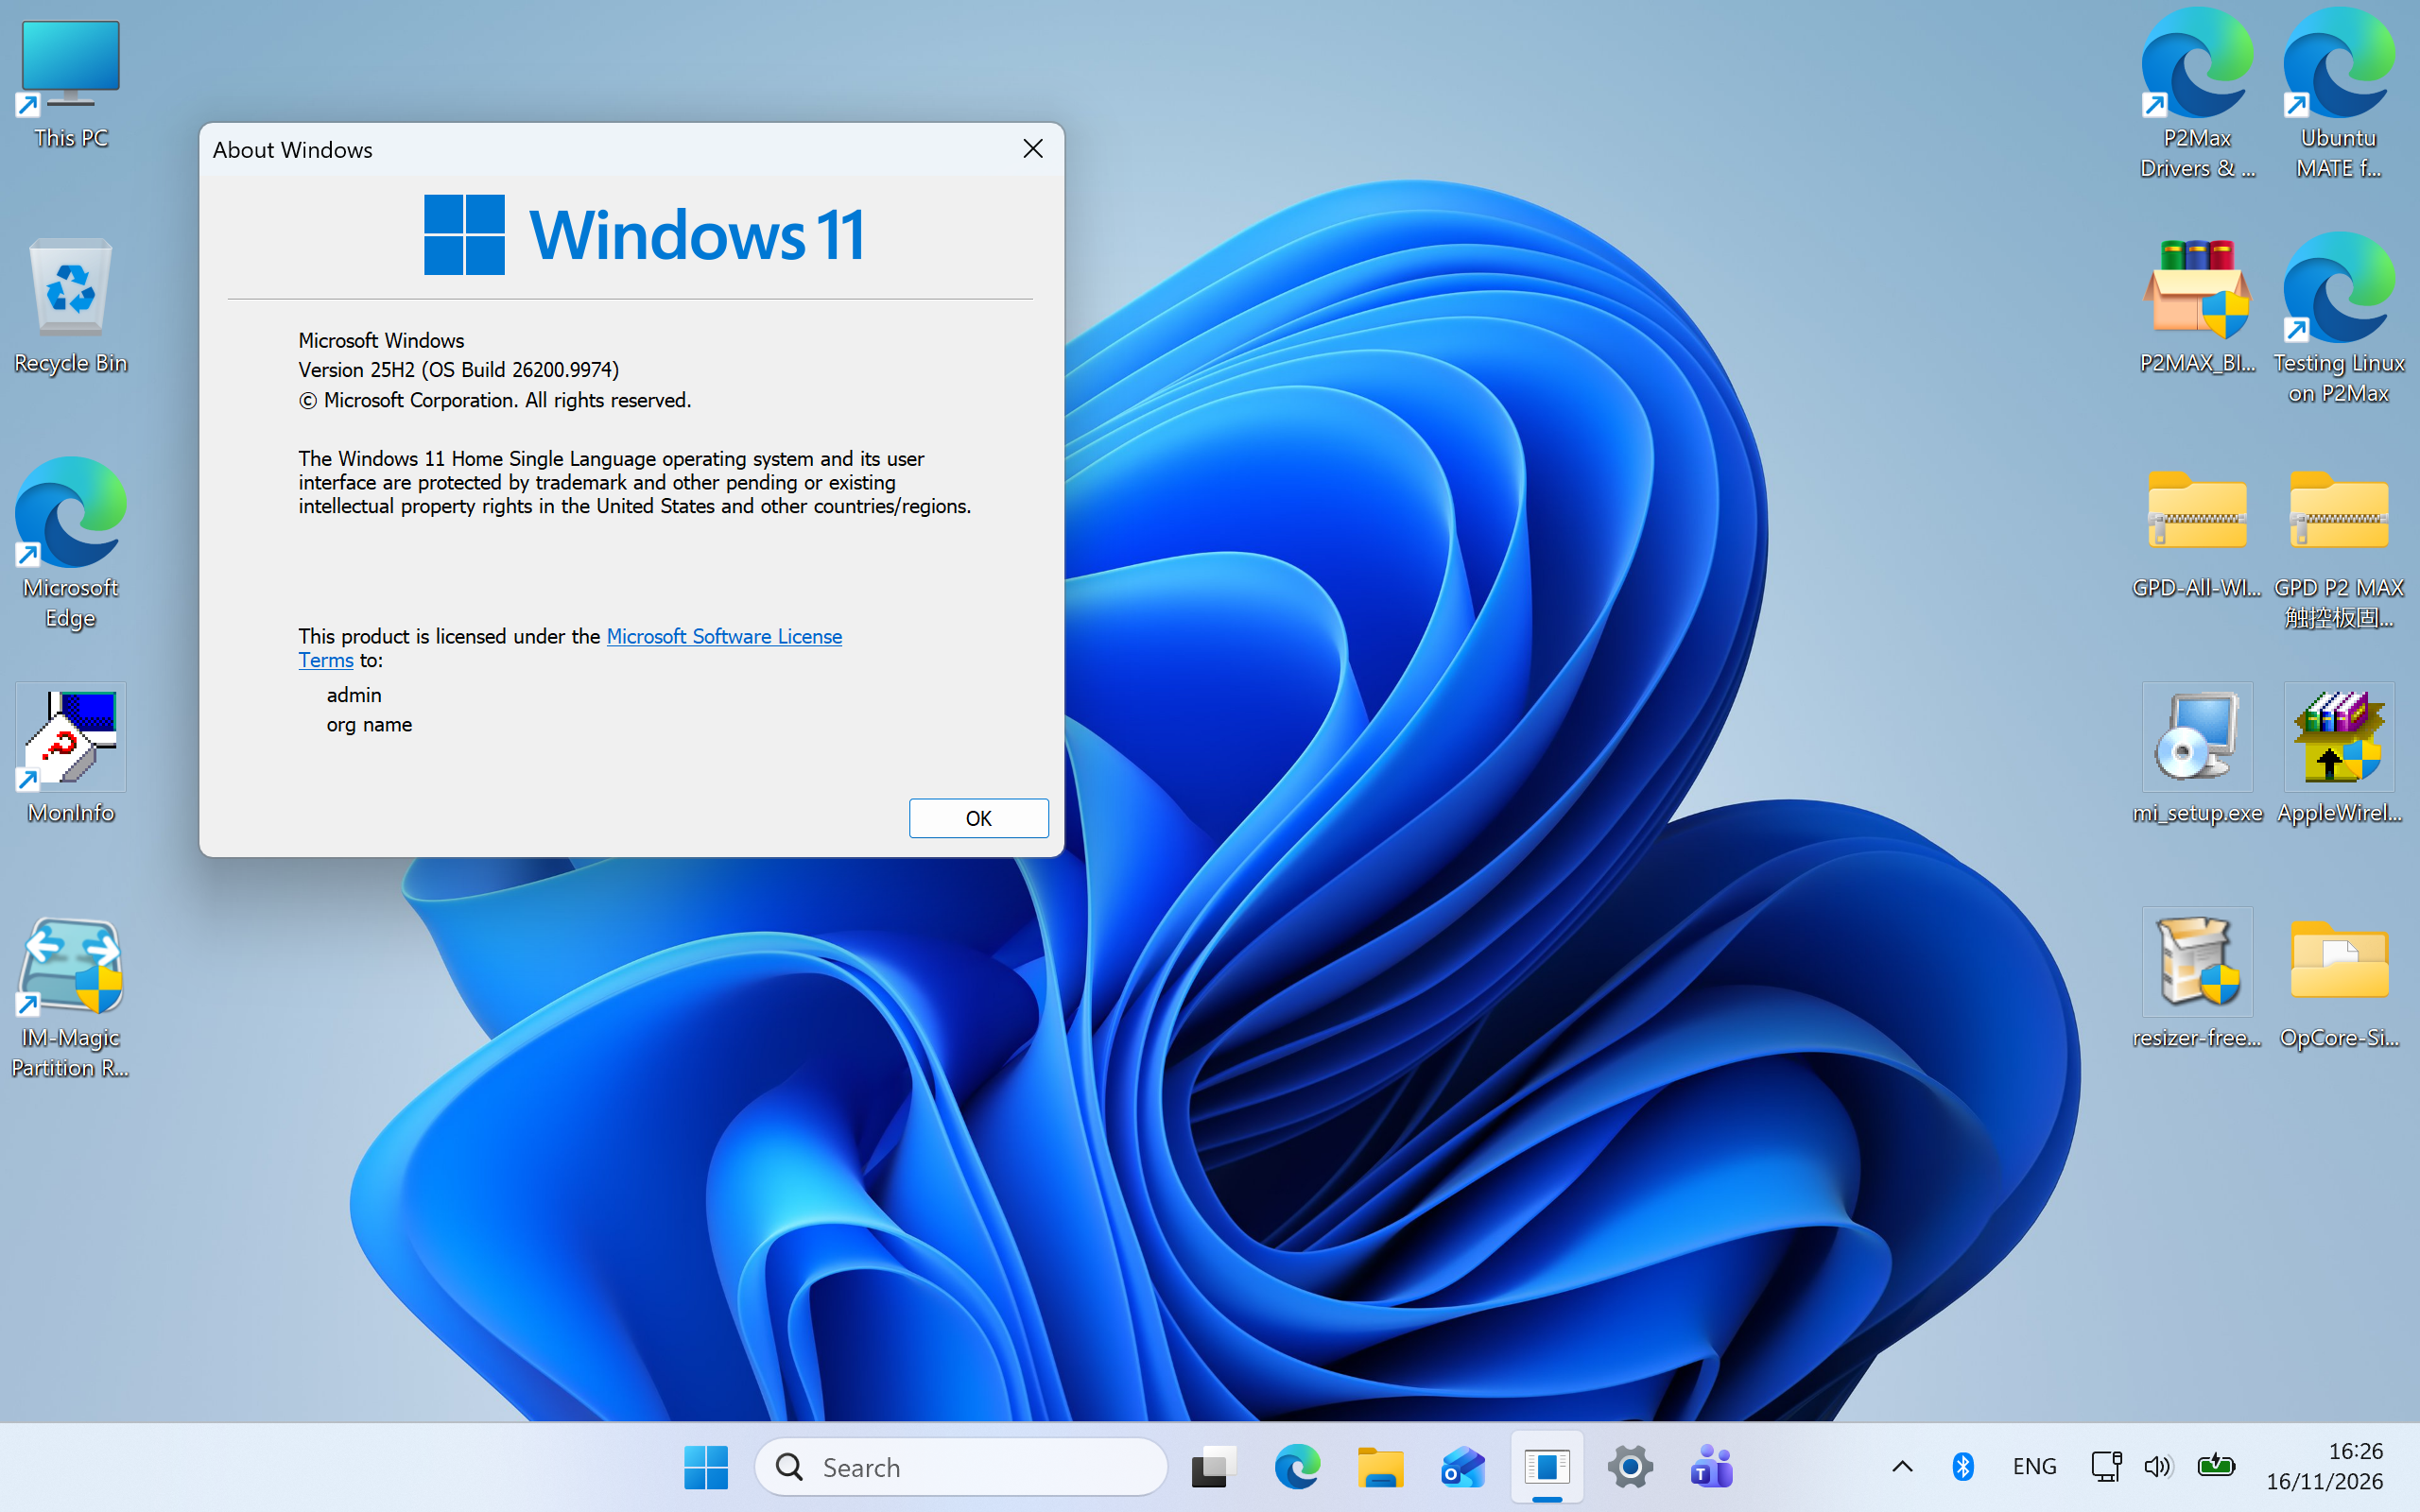 This PC
Recycle Bin
Microsoft
Edge
MonInfo
IM-Magic
Partition R...
About Windows
Windows 11
Microsoft Windows
Version 25H2 (OS Build 26200.9974)
© Microsoft Corporation. All rights reserved.
The Windows 11 Home Single Language operating system and its user
interface are protected by trademark and other pending or existing
intellectual property rights in the United States and other countries/regions.
This product is licensed under the Microsoft Software License
Terms to:
admin
org name
OK
P2Max
Drivers & ...
Ubuntu
MATE f...
P2MAX_BI...
Testing Linux
on P2Max
GPD-All-WI...
GPD P2 MAX
触控板固...
mi_setup.exe
AppleWirel...
resizer-free...
OpCore-Si...
Search
ENG
16:26
16/11/2026